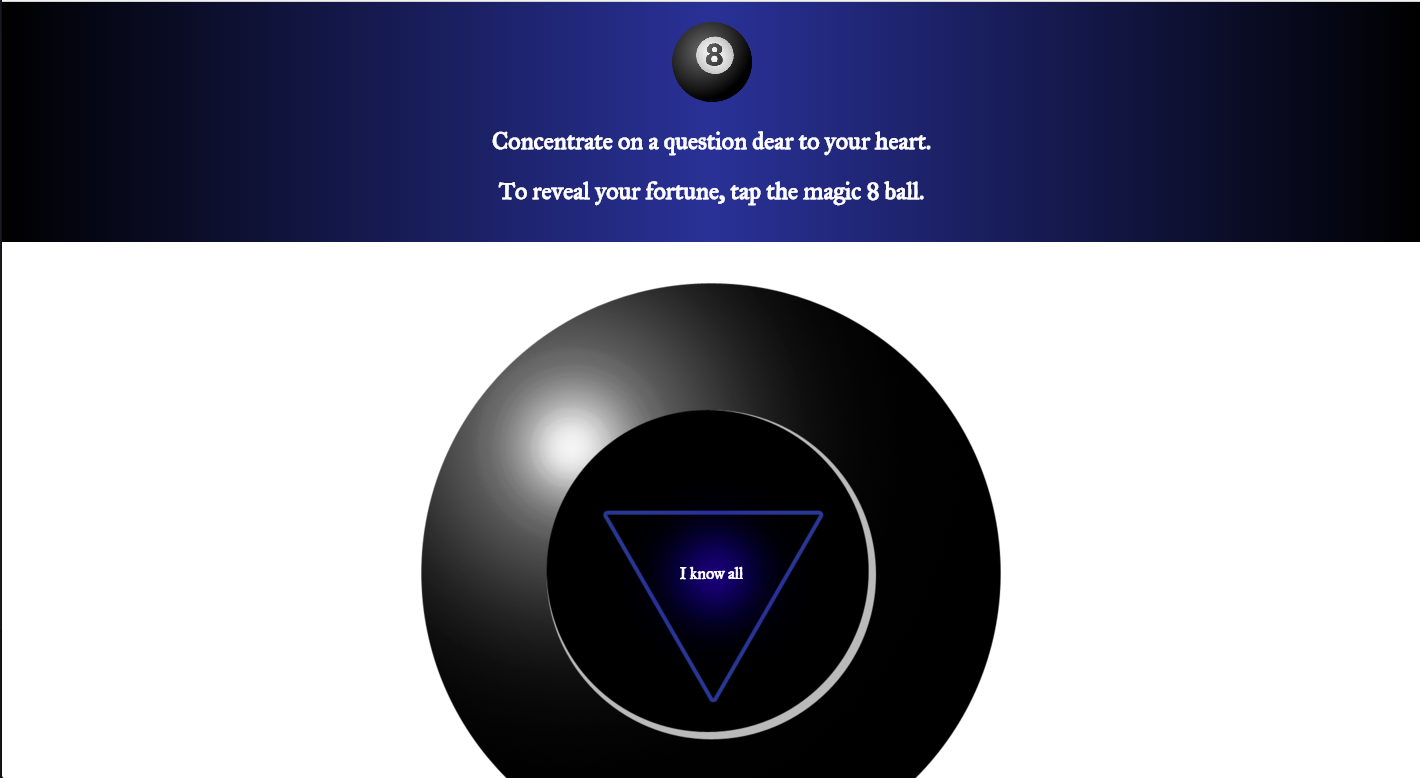 8
Concentrate on a question dear to your heart.
To reveal your fortune, tap the magic 8 ball.
I know all